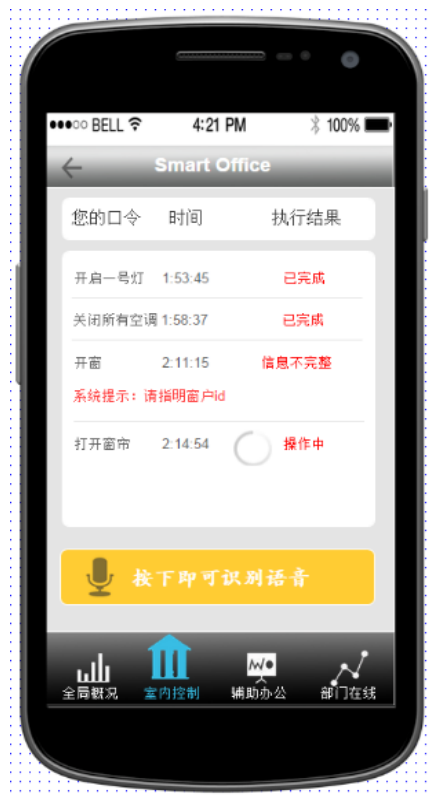 BELL 4:21 PM 100%
Smart Office
您的口令 时间 执行结果
开启一号灯 1:53:45 已完成
关闭所有空调 1:58:37 已完成
开窗 2:11:15 信息不完整
系统提示：请指明窗户id
打开窗帘 2:14:54 操作中
按下即可识别语音
全局概况 室内控制 辅助办公 部门在线